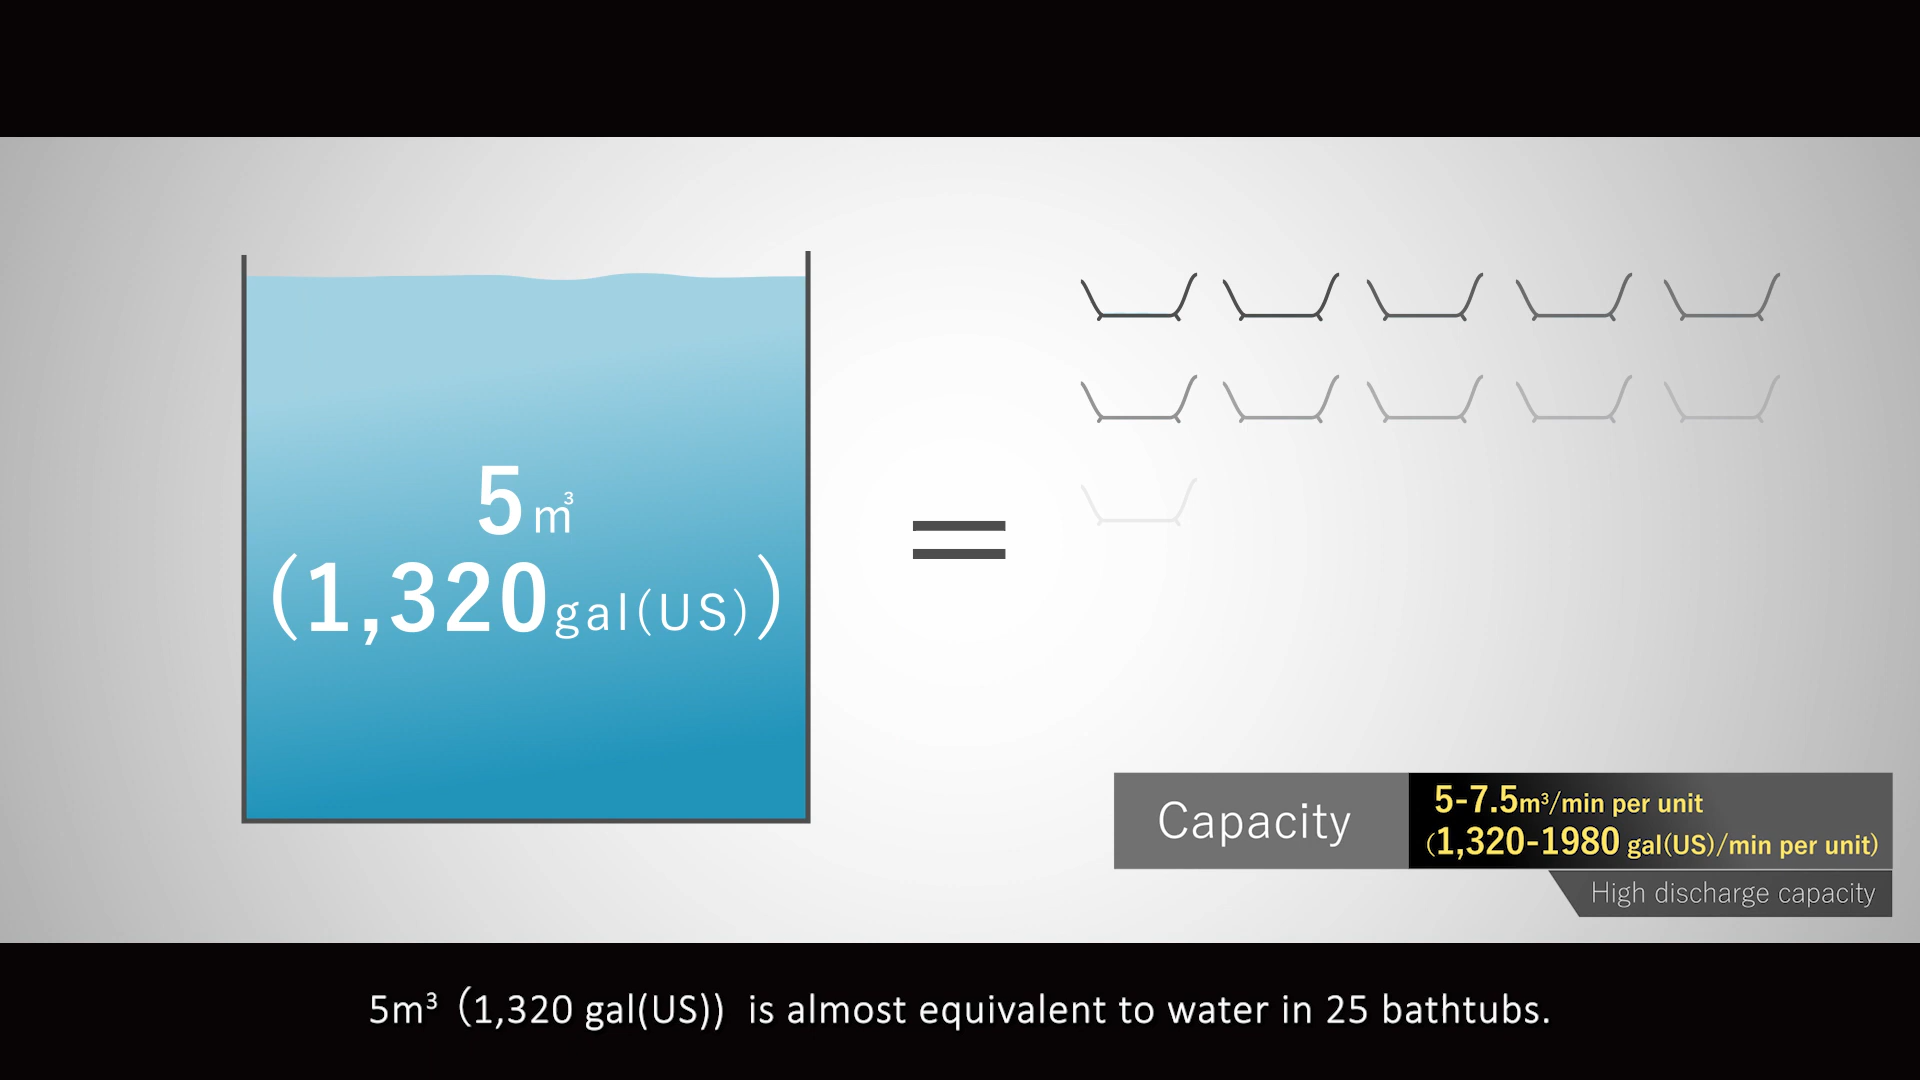 5m³
(1,320gal(US))
Capacity
5-7.5m³/min per unit
(1,320-1980 gal(US)/min per unit)
High discharge capacity
5m³ (1,320 gal(US)) is almost equivalent to water in 25 bathtubs.